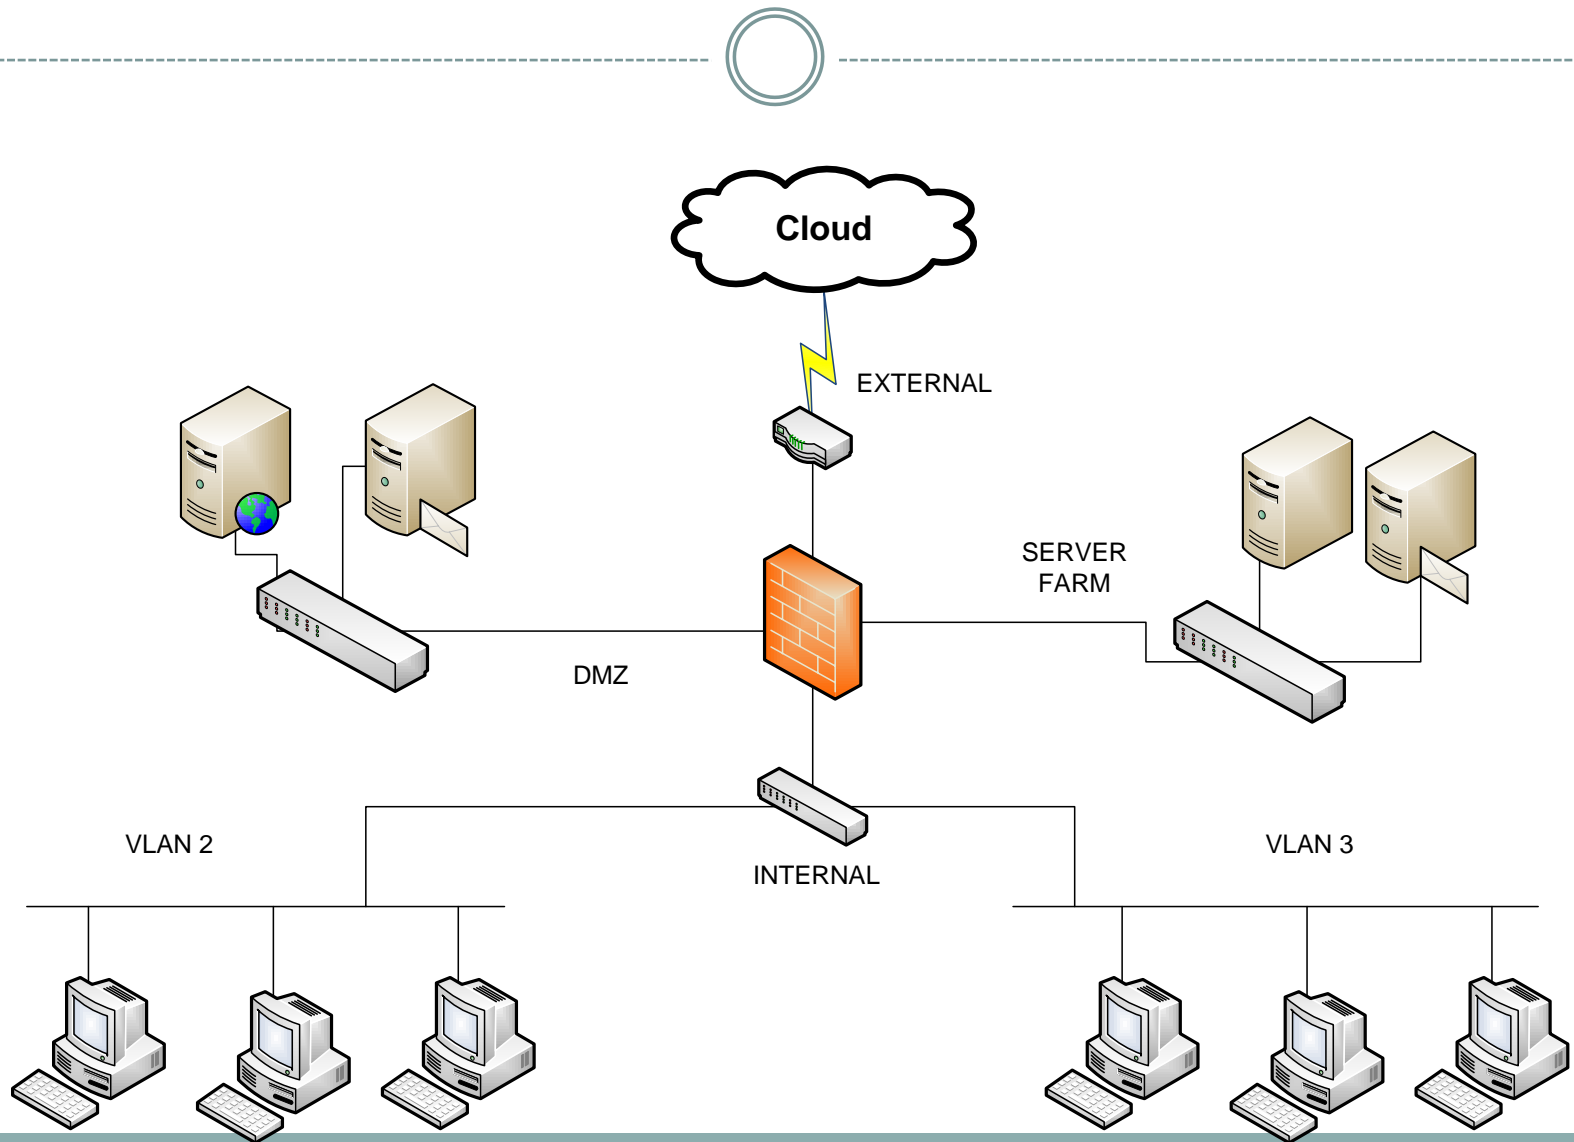 Cloud
EXTERNAL
SERVER
FARM
DMZ
VLAN 2
VLAN 3
INTERNAL